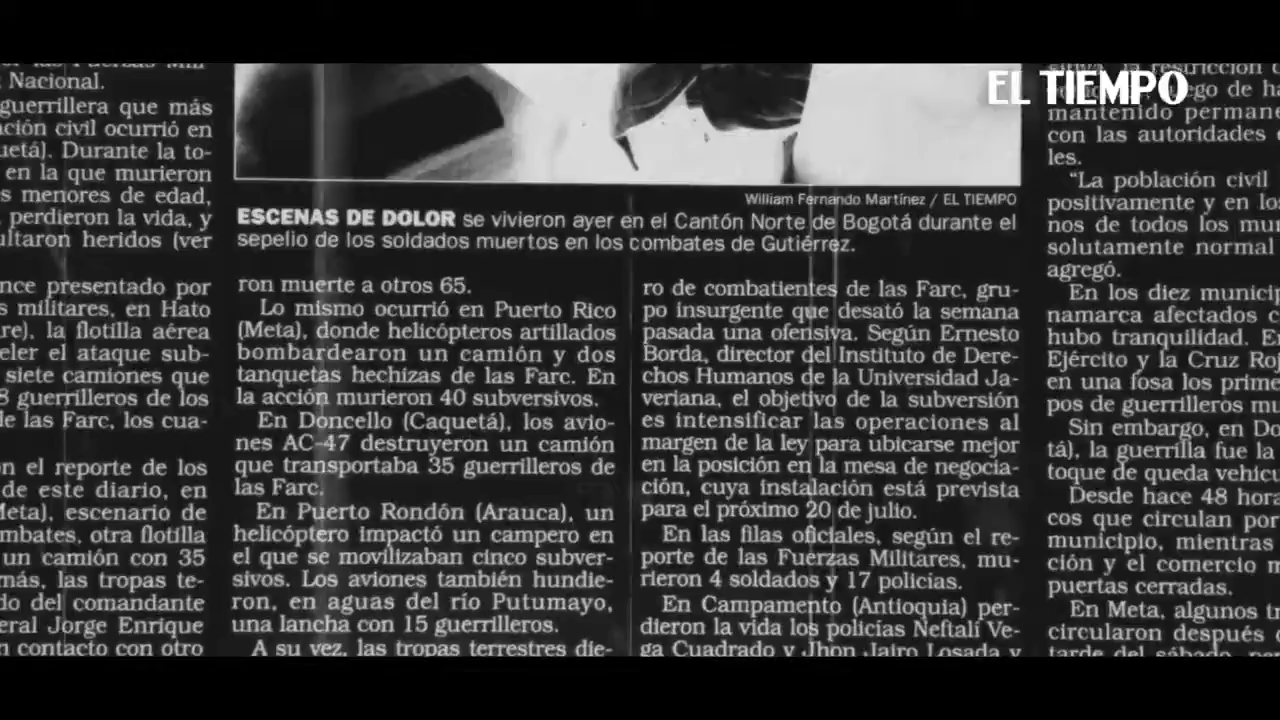 EL TIEMPO
Nacional.
guerrillera que más
ación civil ocurrió en
uetá). Durante la to-
en la que murieron
s menores de edad,
perdieron la vida, y
ultaron heridos (ver
nce presentado por
s militares, en Hato
re), la flotilla aérea
eler el ataque sub-
siete camiones que
8 guerrilleros de los
le las Farc, los cua-
n el reporte de los
de este diario, en
Meta), escenario de
mbates, otra flotilla
un camión con 35
más, las tropas te-
do del comandante
eral Jorge Enrique
n contacto con otro
William Fernando Martínez / EL TIEMPO
ESCENAS DE DOLOR se vivieron ayer en el Cantón Norte de Bogotá durante el
sepelio de los soldados muertos en los combates de Gutiérrez.
ron muerte a otros 65.
Lo mismo ocurrió en Puerto Rico
(Meta), donde helicópteros artillados
bombardearon un camión y dos
tanquetas hechizas de las Farc. En
la acción murieron 40 subversivos.
En Doncello (Caquetá), los avio-
nes AC-47 destruyeron un camión
que transportaba 35 guerrilleros de
las Farc.
En Puerto Rondón (Arauca), un
helicóptero impactó un campero en
el que se movilizaban cinco subver-
sivos. Los aviones también hundie-
ron, en aguas del río Putumayo,
una lancha con 15 guerrilleros.
A su vez, las tropas terrestres die-
ro de combatientes de las Farc, gru-
po insurgente que desató la semana
pasada una ofensiva. Según Ernesto
Borda, director del Instituto de Dere-
chos Humanos de la Universidad Ja-
veriana, el objetivo de la subversión
es intensificar las operaciones al
margen de la ley para ubicarse mejor
en la posición en la mesa de negocia-
ción, cuya instalación está prevista
para el próximo 20 de julio.
En las filas oficiales, según el re-
porte de las Fuerzas Militares, mu-
rieron 4 soldados y 17 policías.
En Campamento (Antioquia) per-
dieron la vida los policías Neftalí Ve-
ga Cuadrado y Jhon Jairo Losada y
la restricción
mantenido permane
con las autoridades
les.
"La población civil
positivamente y en lo
nos de todos los mu
solutamente normal
agregó.
En los diez municip
namarca afectados c
hubo tranquilidad. E
Ejército y la Cruz Roj
en una fosa los prime
pos de guerrilleros mu
Sin embargo, en Do
tá), la guerrilla fue la
toque de queda vehícu
Desde hace 48 hora
cos que circulan por
municipio, mientras
ción y el comercio m
puertas cerradas.
En Meta, algunos tr
circularon después
tarde del sábado, per